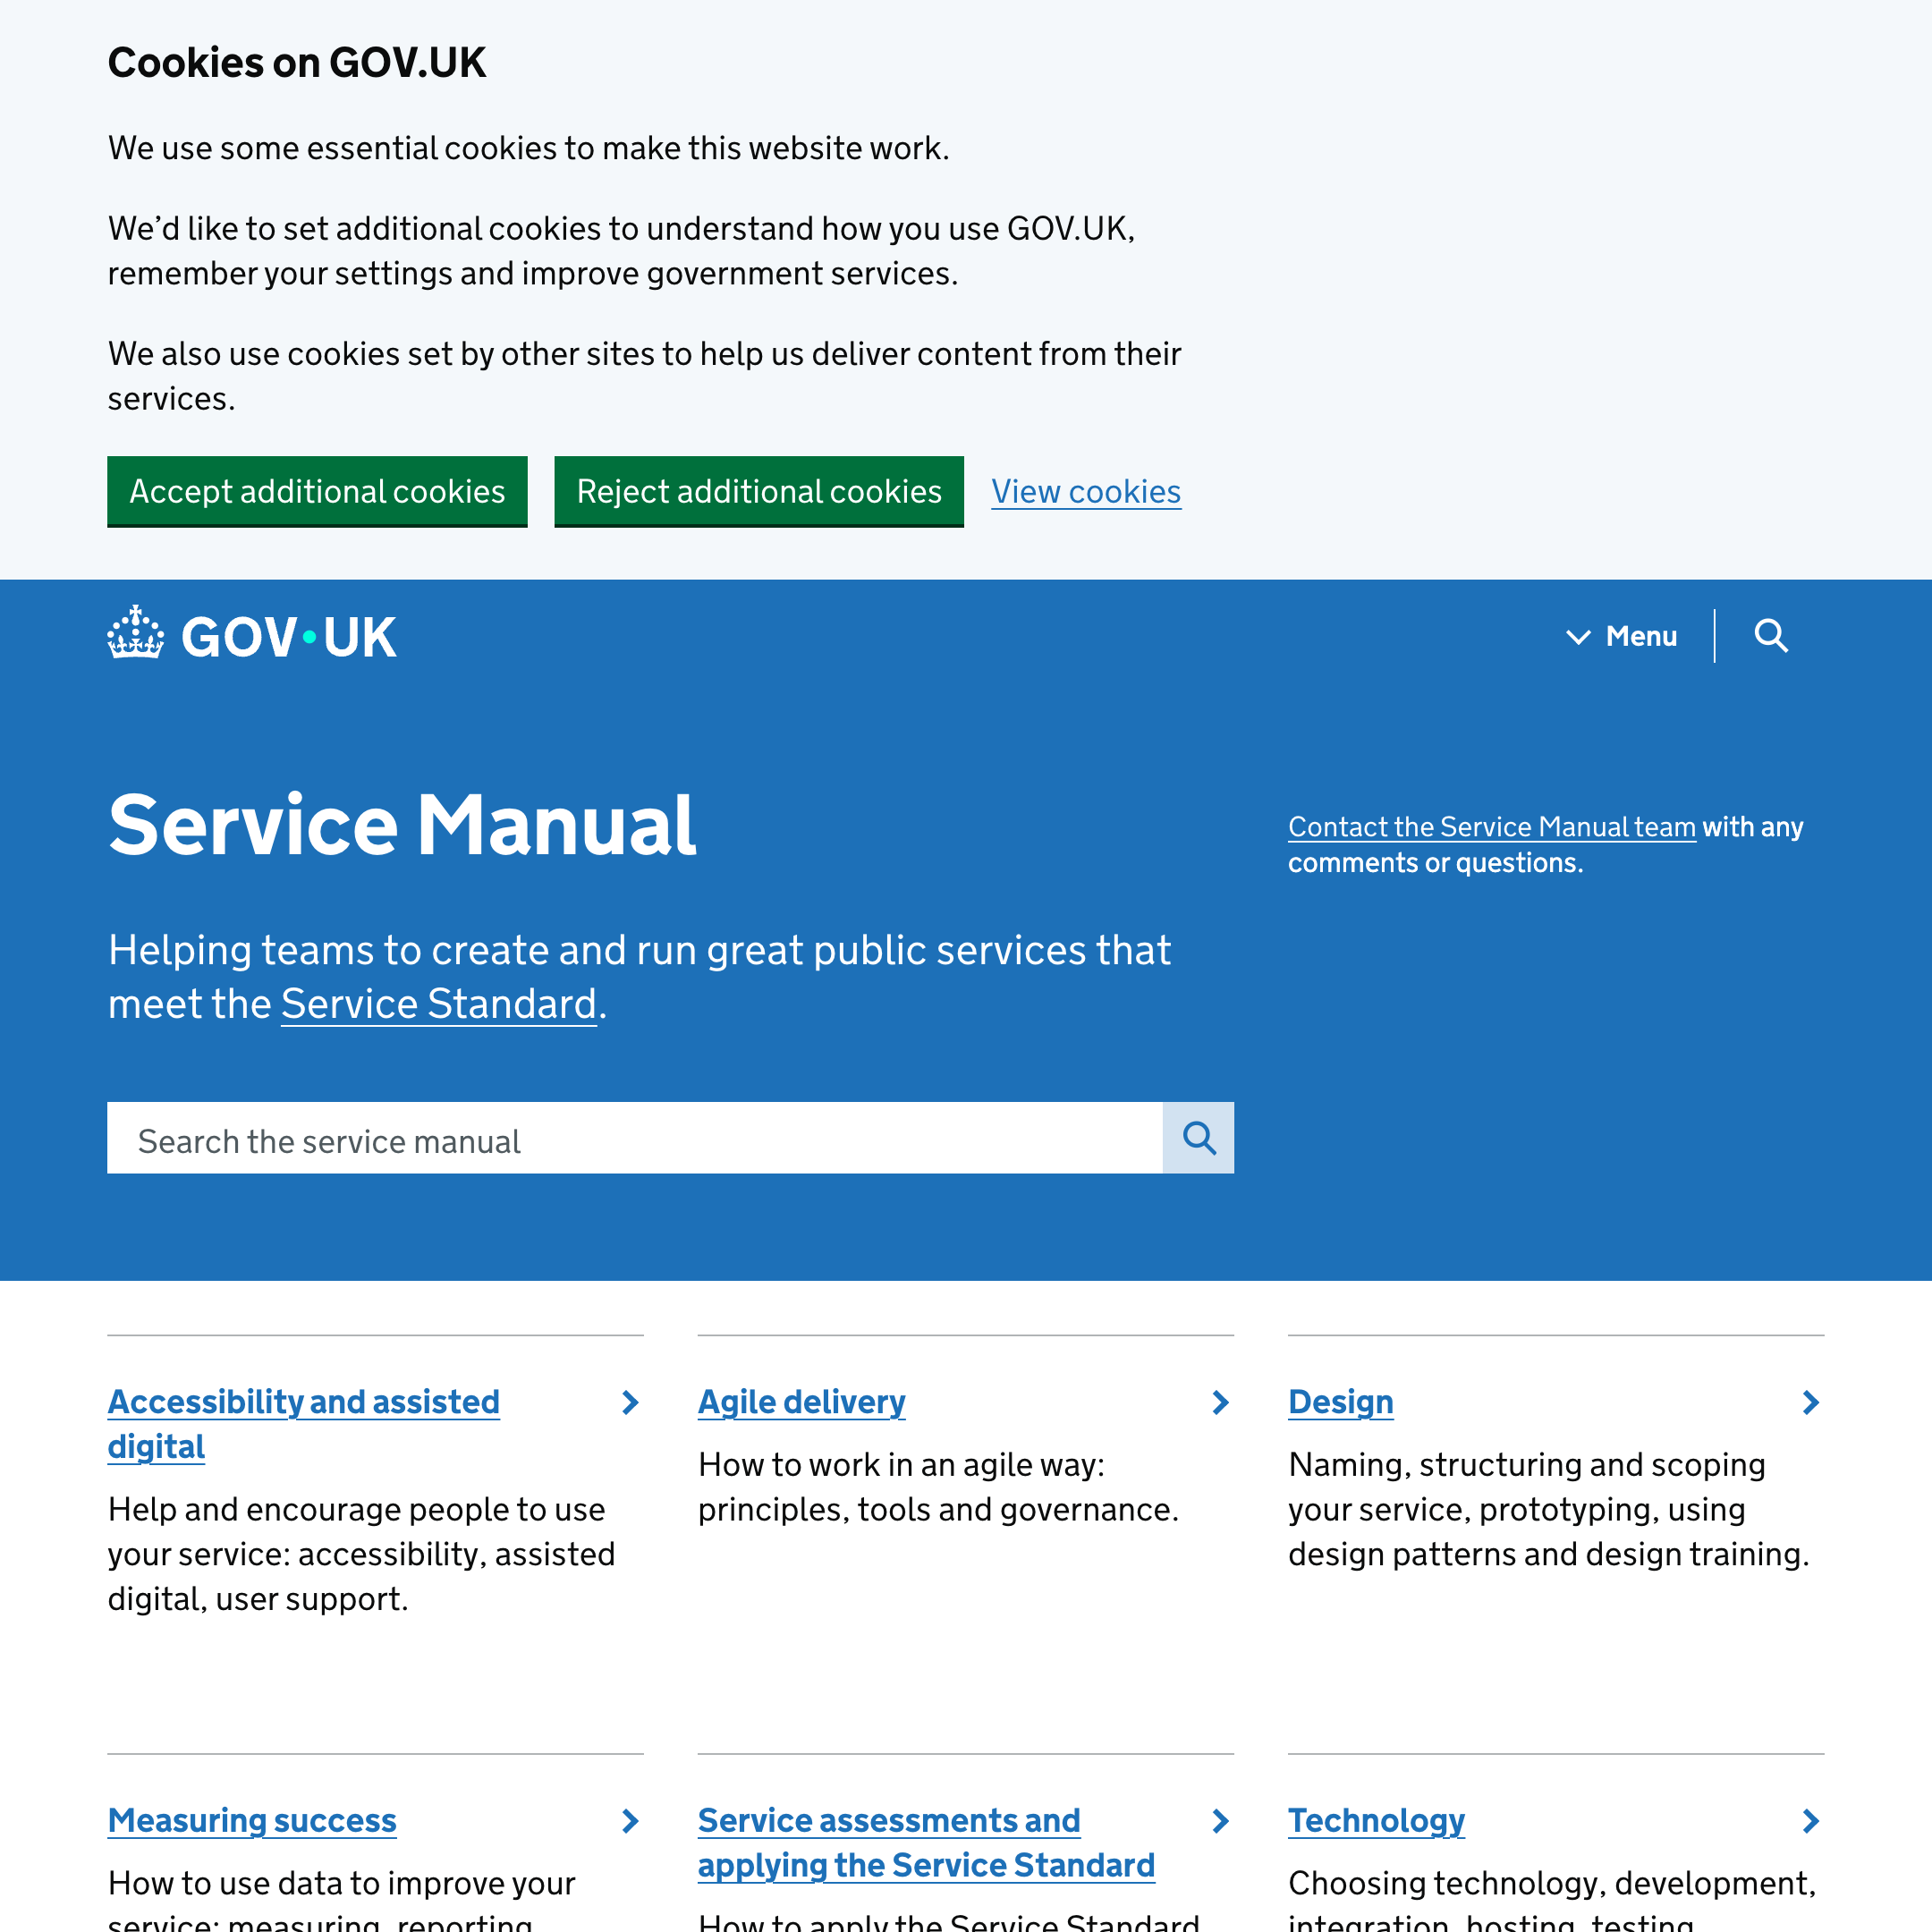 Cookies on GOV.UK
We use some essential cookies to make this website work.
We’d like to set additional cookies to understand how you use GOV.UK,
remember your settings and improve government services.
We also use cookies set by other sites to help us deliver content from their
services.
Accept additional cookies
Reject additional cookies
View cookies
GOV·UK
Menu
Service Manual
Contact the Service Manual team with any
comments or questions.
Helping teams to create and run great public services that
meet the Service Standard.
Search the service manual
Accessibility and assisted
digital
Help and encourage people to use
your service: accessibility, assisted
digital, user support.
Agile delivery
How to work in an agile way:
principles, tools and governance.
Design
Naming, structuring and scoping
your service, prototyping, using
design patterns and design training.
Measuring success
How to use data to improve your
service: measuring, reporting,
Service assessments and
applying the Service Standard
How to apply the Service Standard
Technology
Choosing technology, development,
integration, hosting, testing,